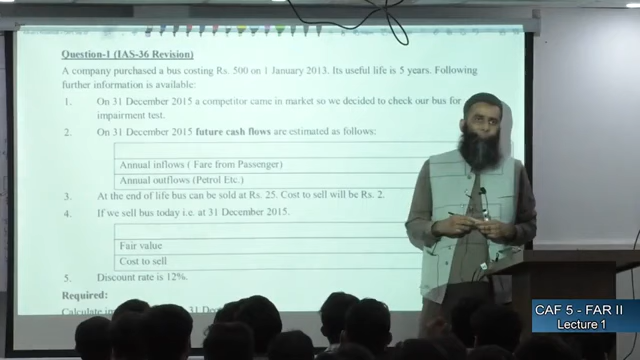 Question-1 (IAS-36 Revision)
A company purchased a bus costing Rs. 500 on 1 January 2013. Its useful life is 5 years. Following
further information is available:
1. On 31 December 2015 a competitor came in market so we decided to check our bus for
impairment test.
2. On 31 December 2015 future cash flows are estimated as follows:
Annual inflows ( Fare from Passenger)
Annual outflows (Petrol Etc.)
3. At the end of life bus can be sold at Rs. 25. Cost to sell will be Rs. 2.
4. If we sell bus today i.e. at 31 December 2015.
Fair value
Cost to sell
5. Discount rate is 12%.
Required:
Calculate
CAF 5 - FAR II
Lecture 1